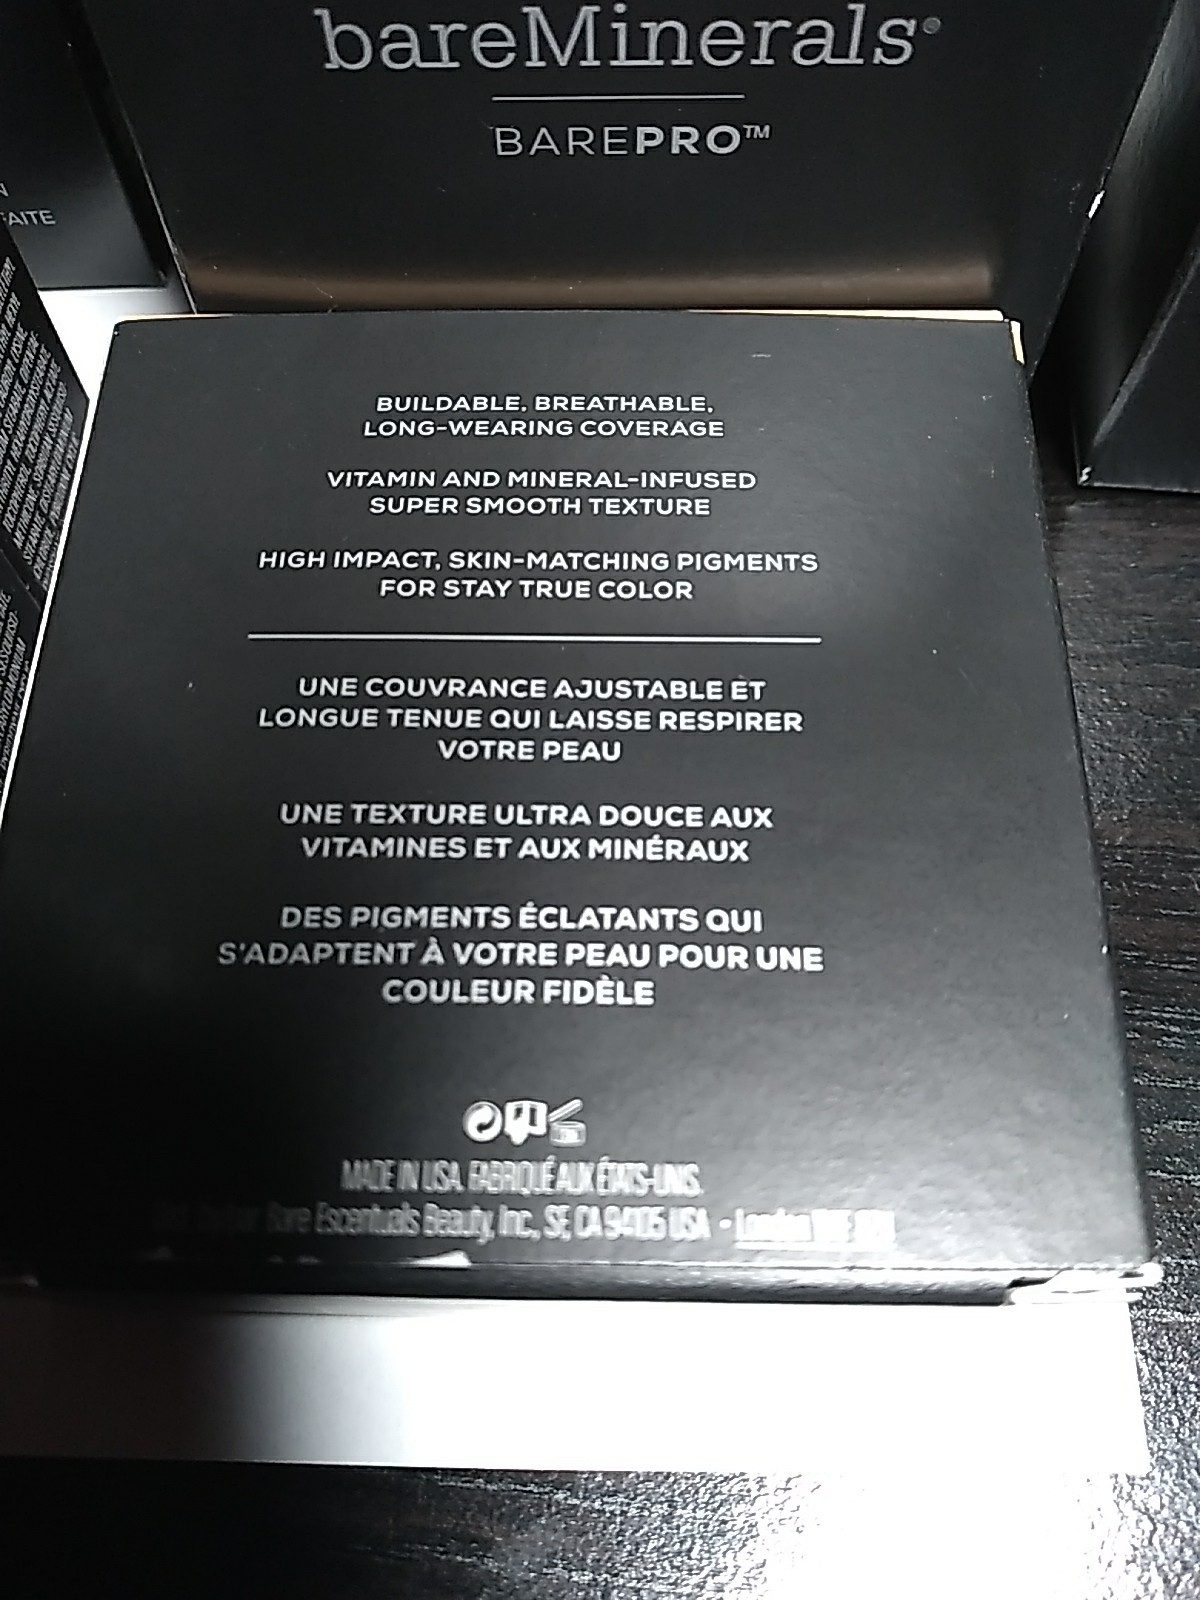 bareMinerals®
BAREPRO™
AITE
BUILDABLE, BREATHABLE,
LONG-WEARING COVERAGE
VITAMIN AND MINERAL-INFUSED
SUPER SMOOTH TEXTURE
HIGH IMPACT, SKIN-MATCHING PIGMENTS
FOR STAY TRUE COLOR
UNE COUVRANCE AJUSTABLE ET
LONGUE TENUE QUI LAISSE RESPIRER
VOTRE PEAU
UNE TEXTURE ULTRA DOUCE AUX
VITAMINES ET AUX MINÉRAUX
DES PIGMENTS ÉCLATANTS QUI
S'ADAPTENT À VOTRE PEAU POUR UNE
COULEUR FIDÈLE
MADE IN USA. FABRIQUÉ AUX ÉTATS-UNIS.
Bare Escentuals Beauty, Inc., SF, CA 94105 USA • London